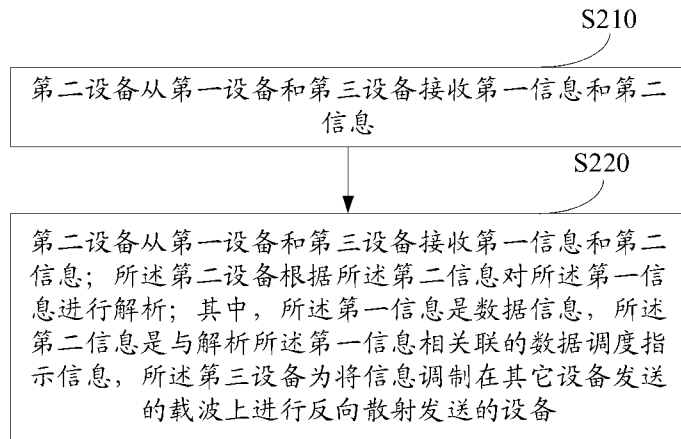 S210
第二设备从第一设备和第三设备接收第一信息和第二
信息
S220
第二设备从第一设备和第三设备接收第一信息和第二
信息；所述第二设备根据所述第二信息对所述第一信
息进行解析；其中，所述第一信息是数据信息，所述
第二信息是与解析所述第一信息相关联的数据调度指
示信息，所述第三设备为将信息调制在其它设备发送
的载波上进行反向散射发送的设备